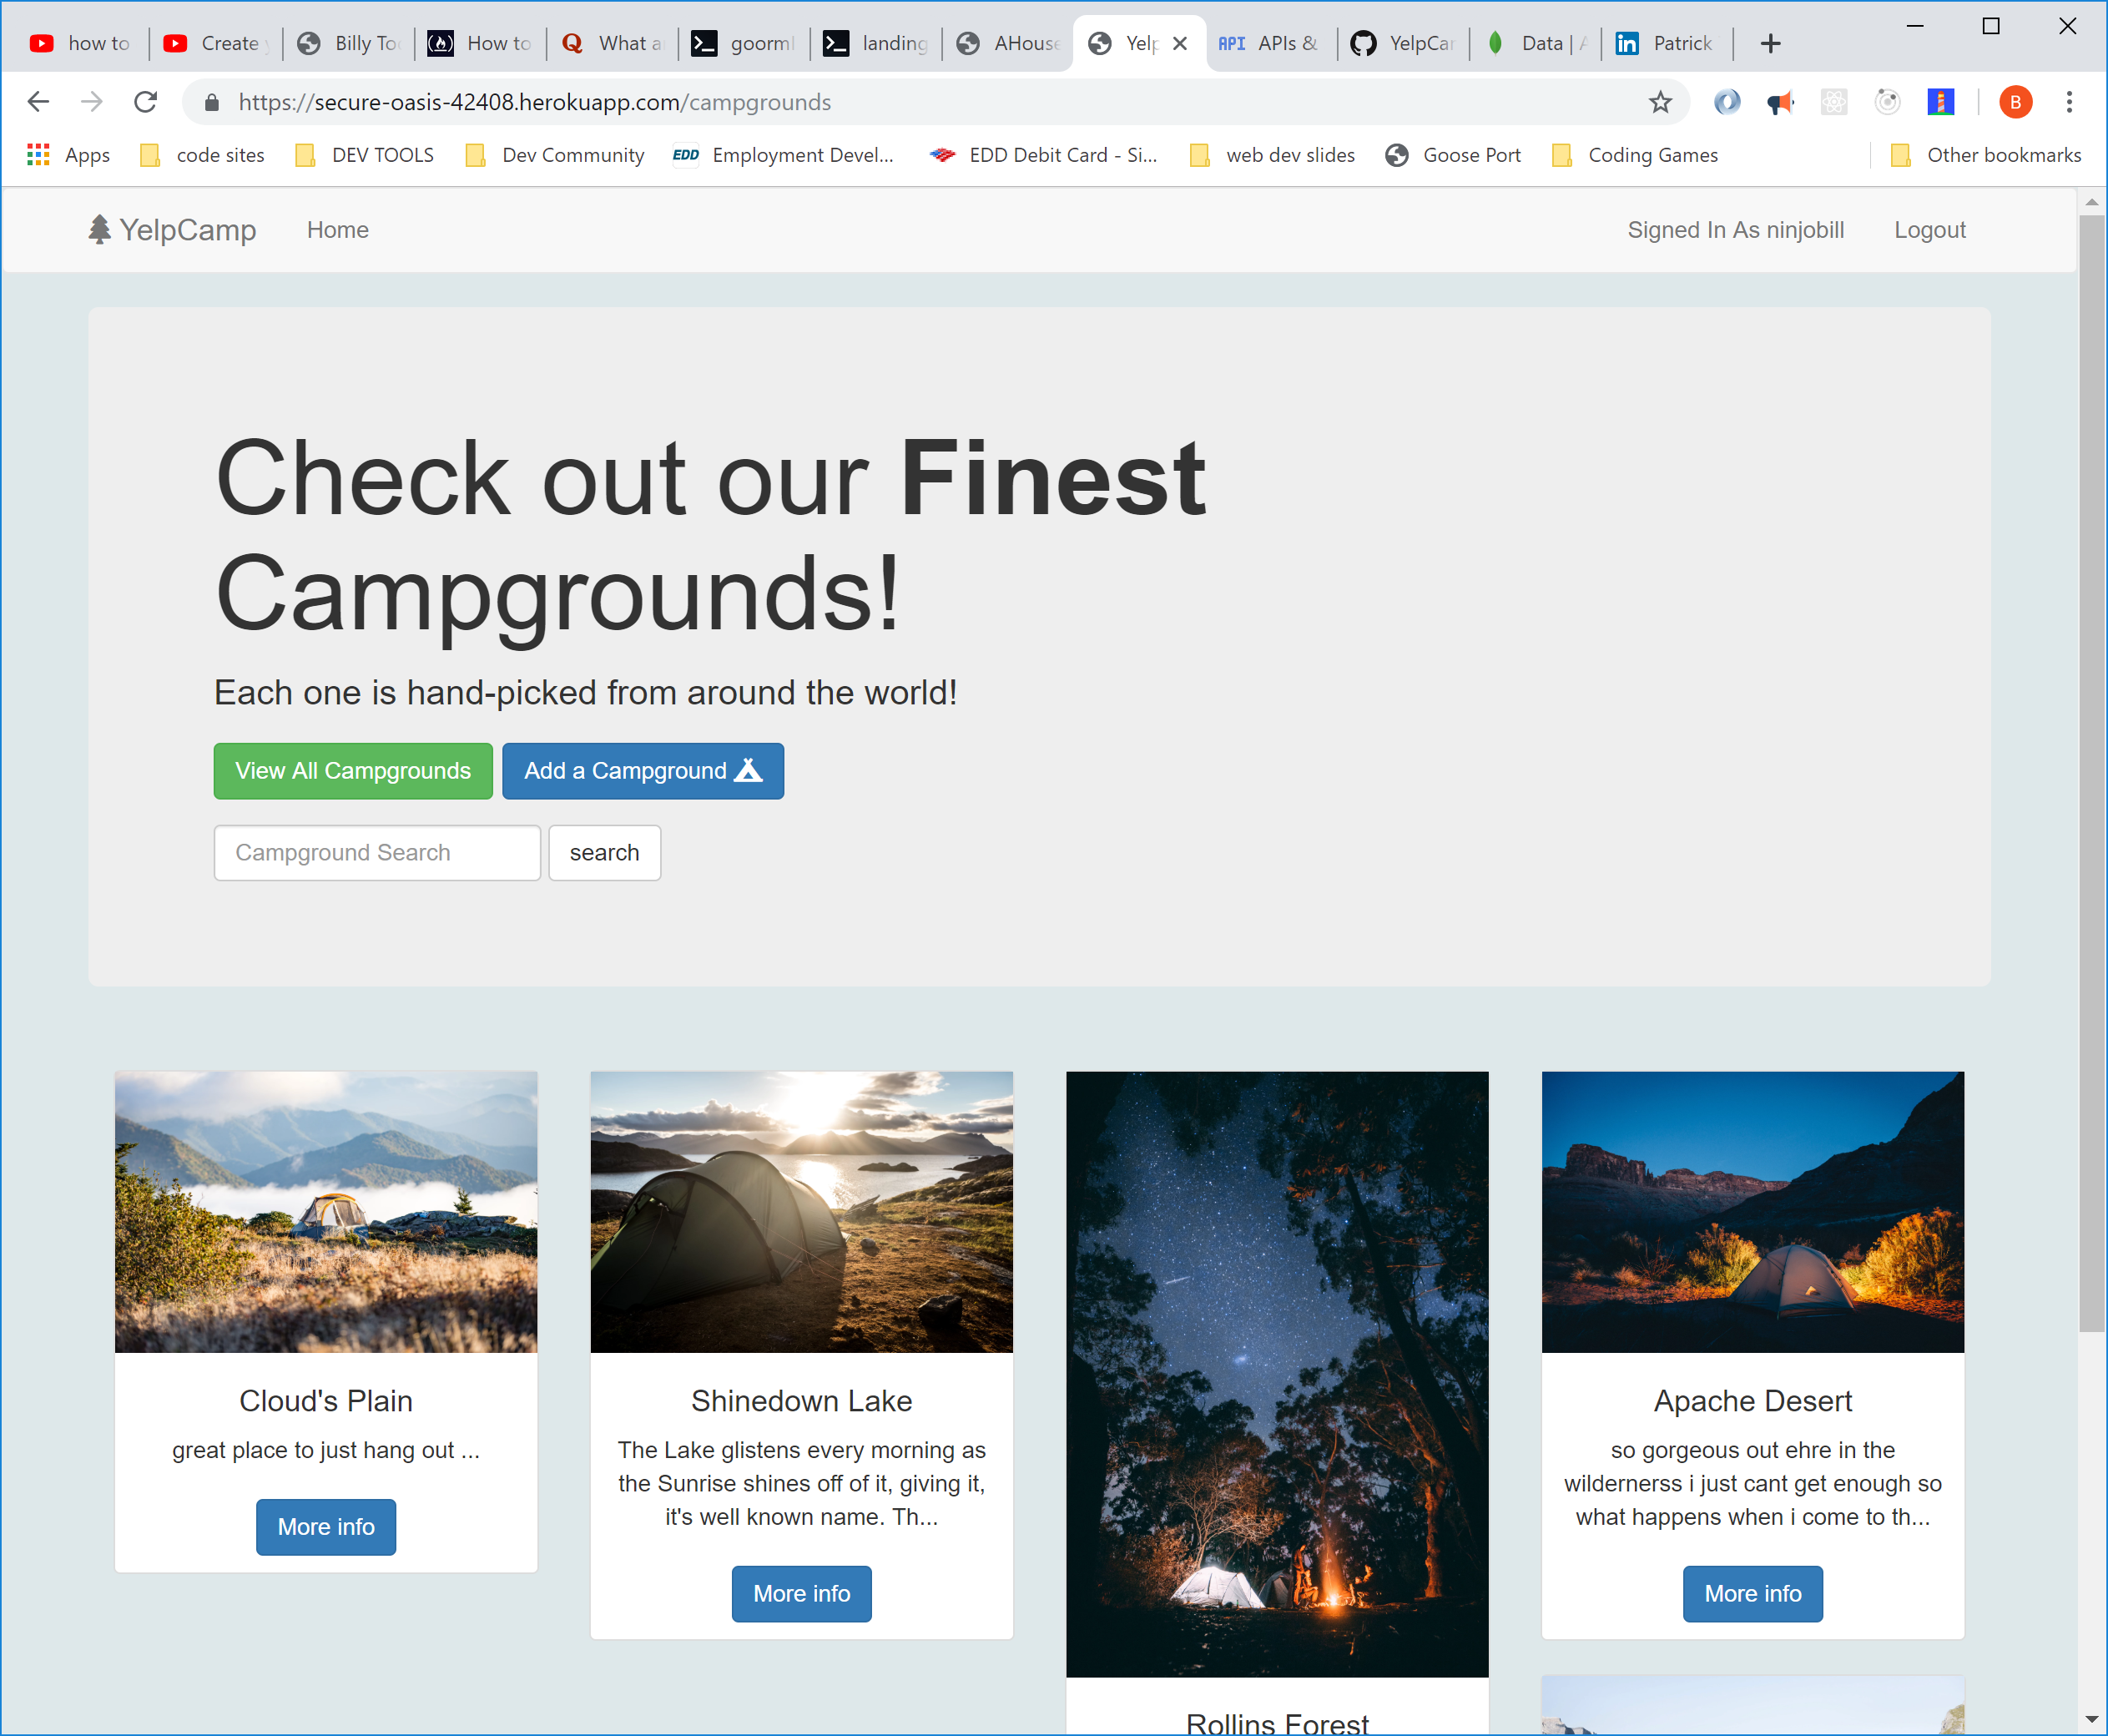 how to
Create y
Billy Too
How to
What a
goorml
landing
AHouse
Yelp
API APIs &
YelpCar
Data | A
in Patrick
https://secure-oasis-42408.herokuapp.com/campgrounds
B
Apps
code sites
DEV TOOLS
Dev Community
EDD Employment Devel...
EDD Debit Card - Si...
web dev slides
Goose Port
Coding Games
Other bookmarks
YelpCamp
Home
Signed In As ninjobill
Logout
Check out our Finest
Campgrounds!
Each one is hand-picked from around the world!
View All Campgrounds
Add a Campground
Campground Search
search
Cloud's Plain
great place to just hang out ...
More info
Shinedown Lake
The Lake glistens every morning as
the Sunrise shines off of it, giving it,
it's well known name. Th...
More info
Rollins Forest
Apache Desert
so gorgeous out ehre in the
wildernerss i just cant get enough so
what happens when i come to th...
More info